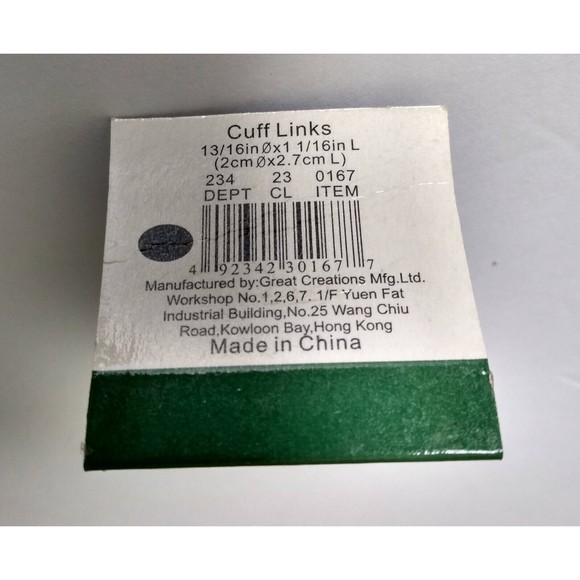 Cuff Links
13/16in Øx1 1/16in L
(2cm Øx2.7cm L)
234 23 0167
DEPT CL ITEM
4 92342 30167 7
Manufactured by:Great Creations Mfg.Ltd.
Workshop No.1,2,6,7. 1/F Yuen Fat
Industrial Building,No.25 Wang Chiu
Road,Kowloon Bay,Hong Kong
Made in China